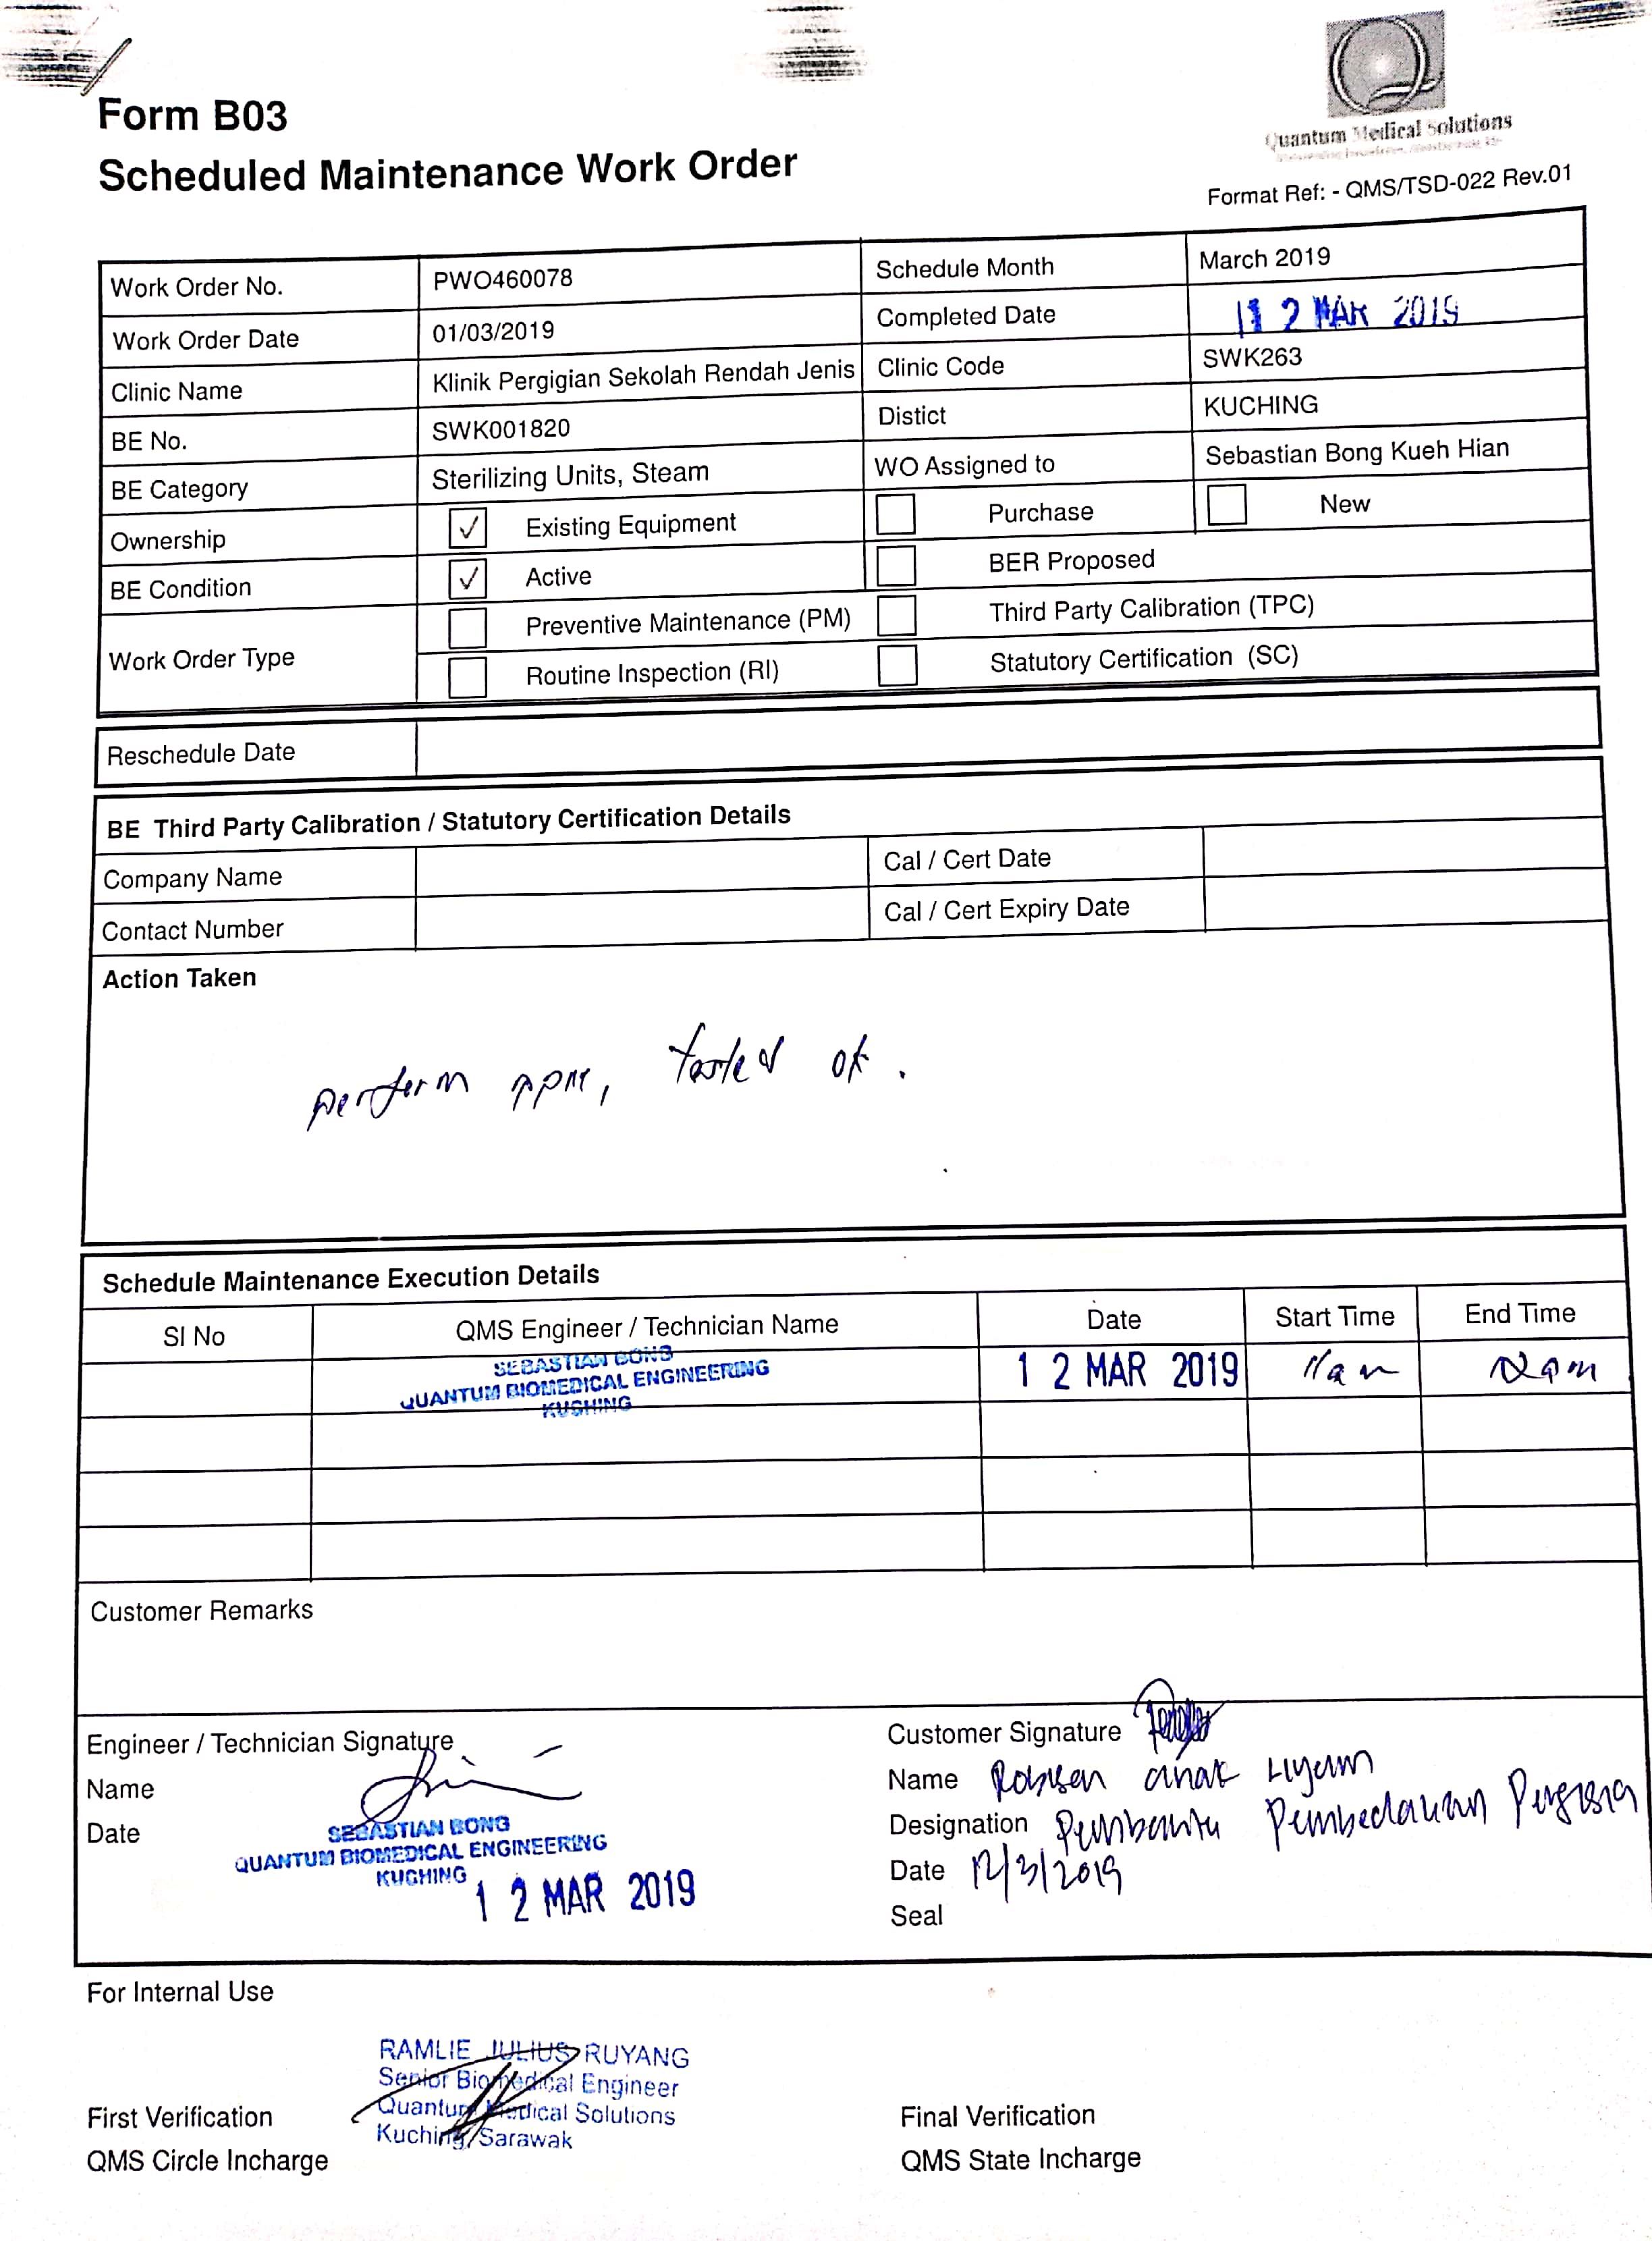 Quantum Medical Solutions
Form B03
Scheduled Maintenance Work Order
Format Ref: - QMS/TSD-022 Rev.01
Work Order No. PWO460078 Schedule Month March 2019
Work Order Date 01/03/2019 Completed Date 12 MAR 2019
Clinic Name Klinik Pergigian Sekolah Rendah Jenis Clinic Code SWK263
BE No. SWK001820 Distict KUCHING
BE Category Sterilizing Units, Steam WO Assigned to Sebastian Bong Kueh Hian
Ownership ✓ Existing Equipment Purchase New
BE Condition ✓ Active BER Proposed
Work Order Type Preventive Maintenance (PM) Third Party Calibration (TPC)
Routine Inspection (RI) Statutory Certification (SC)
Reschedule Date
BE Third Party Calibration / Statutory Certification Details
Company Name Cal / Cert Date
Contact Number Cal / Cert Expiry Date
Action Taken
perform ppm, tested ok.
Schedule Maintenance Execution Details
SI No QMS Engineer / Technician Name Date Start Time End Time
SEBASTIAN BONG
QUANTUM BIOMEDICAL ENGINEERING 12 MAR 2019 11am
KUCHING
Customer Remarks
Engineer / Technician Signature
Name
Date
SEBASTIAN BONG
QUANTUM BIOMEDICAL ENGINEERING
KUCHING
12 MAR 2019
Customer Signature
Name anak
Designation Pembantu Pembedahan Pergigian
Date 12/3/2019
Seal
For Internal Use
RAMLIE JULIUS RUYANG
Senior Biomedical Engineer
Quantum Medical Solutions
Kuching, Sarawak
First Verification
QMS Circle Incharge
Final Verification
QMS State Incharge